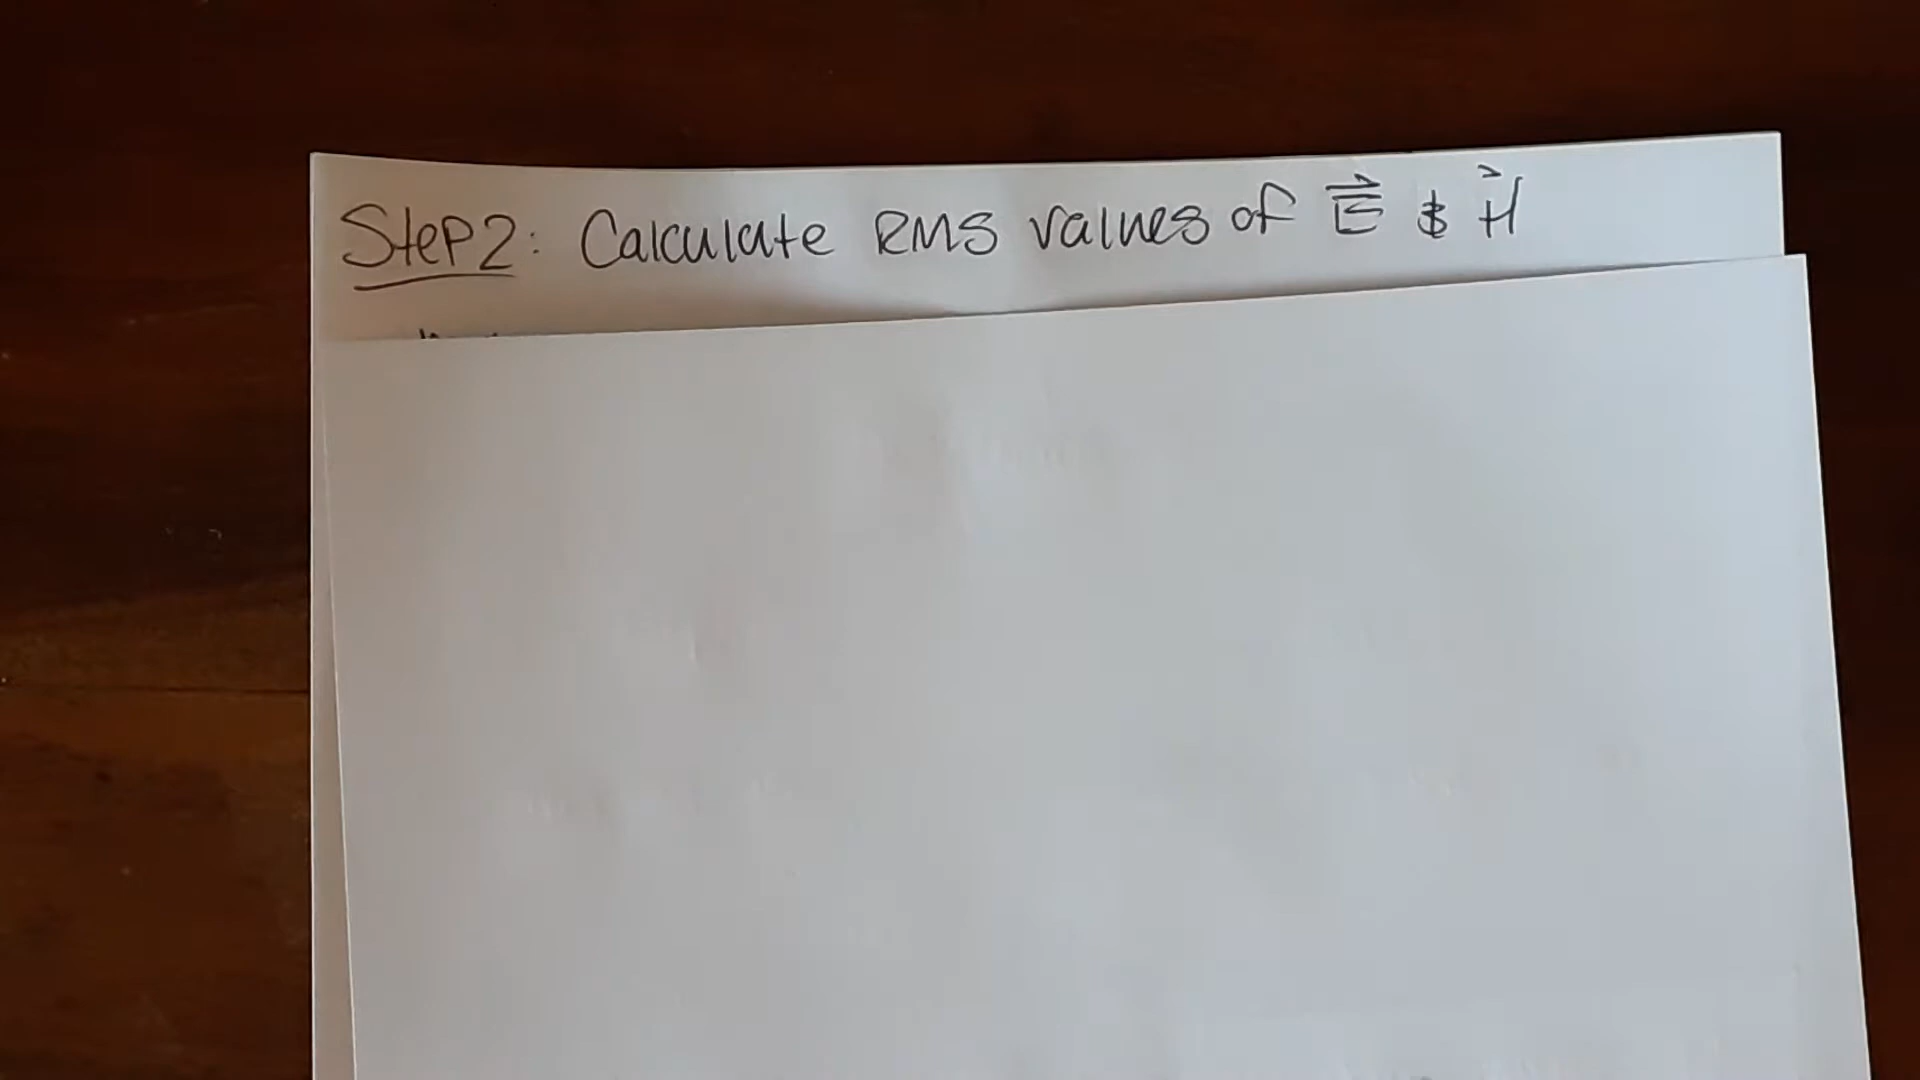 Step 2: Calculate RMS values of E⃗ & H⃗